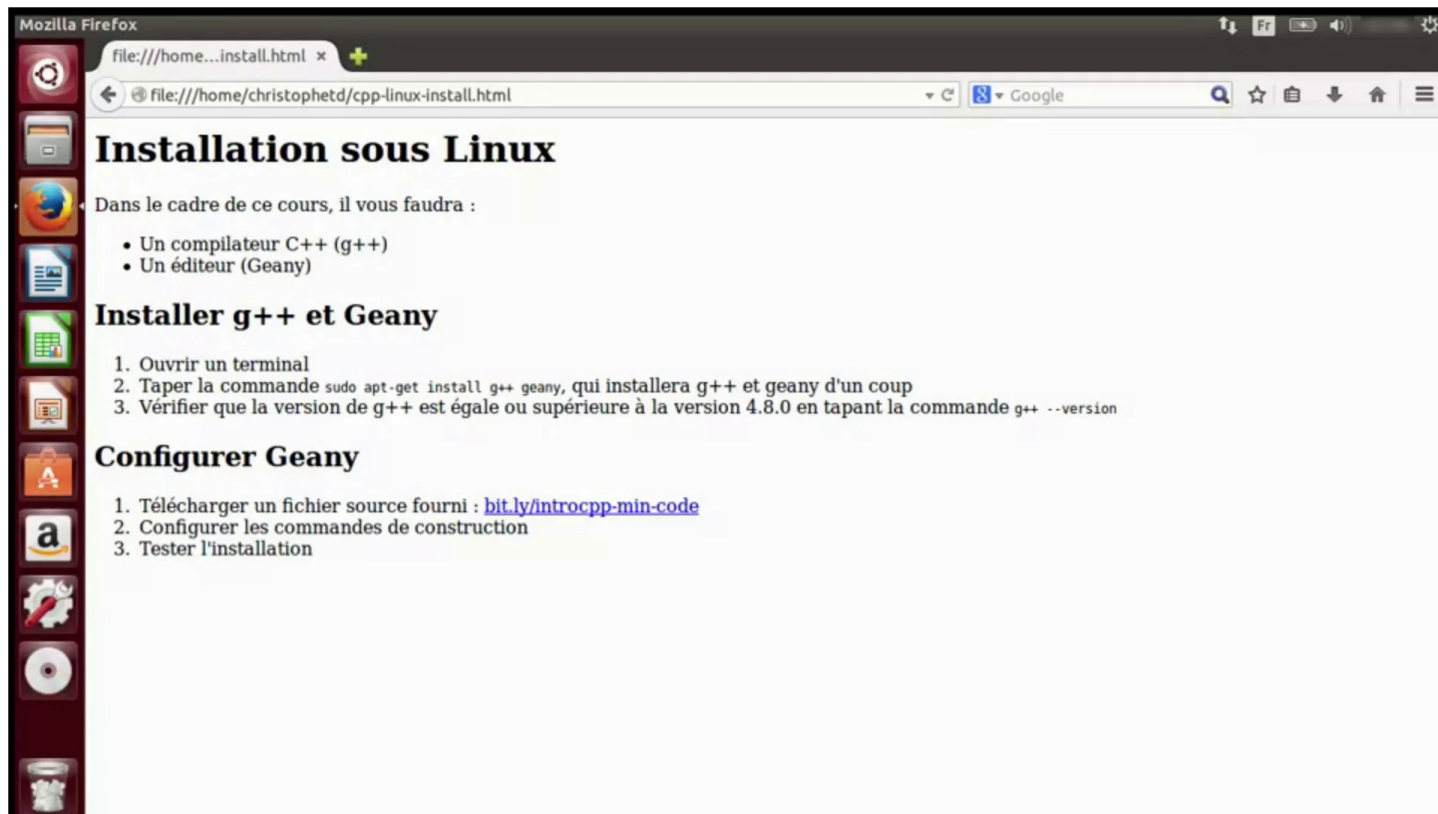 Mozilla Firefox
Fr
file:///home...install.html ×
file:///home/christophetd/cpp-linux-install.html
8 Google
Installation sous Linux
Dans le cadre de ce cours, il vous faudra :
• Un compilateur C++ (g++)
• Un éditeur (Geany)
Installer g++ et Geany
1. Ouvrir un terminal
2. Taper la commande sudo apt-get install g++ geany, qui installera g++ et geany d'un coup
3. Vérifier que la version de g++ est égale ou supérieure à la version 4.8.0 en tapant la commande g++ --version
Configurer Geany
1. Télécharger un fichier source fourni : bit.ly/introcpp-min-code
2. Configurer les commandes de construction
3. Tester l'installation
a